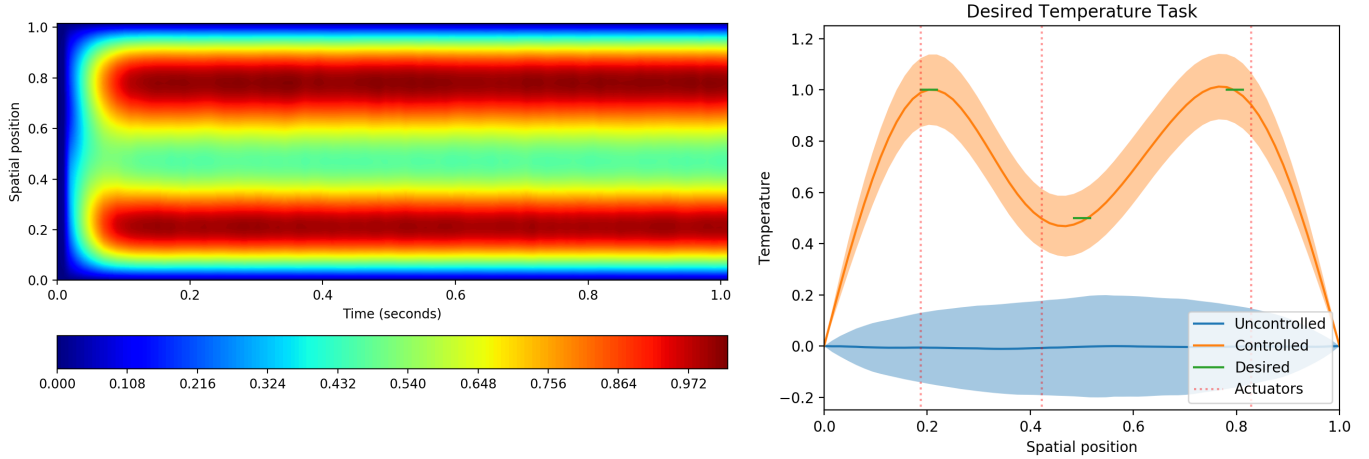 1.0
0.8
0.6
0.4
0.2
0.0
Spatial position
0.0 0.2 0.4 0.6 0.8 1.0
Time (seconds)
0.000 0.108 0.216 0.324 0.432 0.540 0.648 0.756 0.864 0.972
Desired Temperature Task
1.2
1.0
0.8
0.6
0.4
0.2
0.0
−0.2
Temperature
Uncontrolled
Controlled
Desired
Actuators
0.0 0.2 0.4 0.6 0.8 1.0
Spatial position